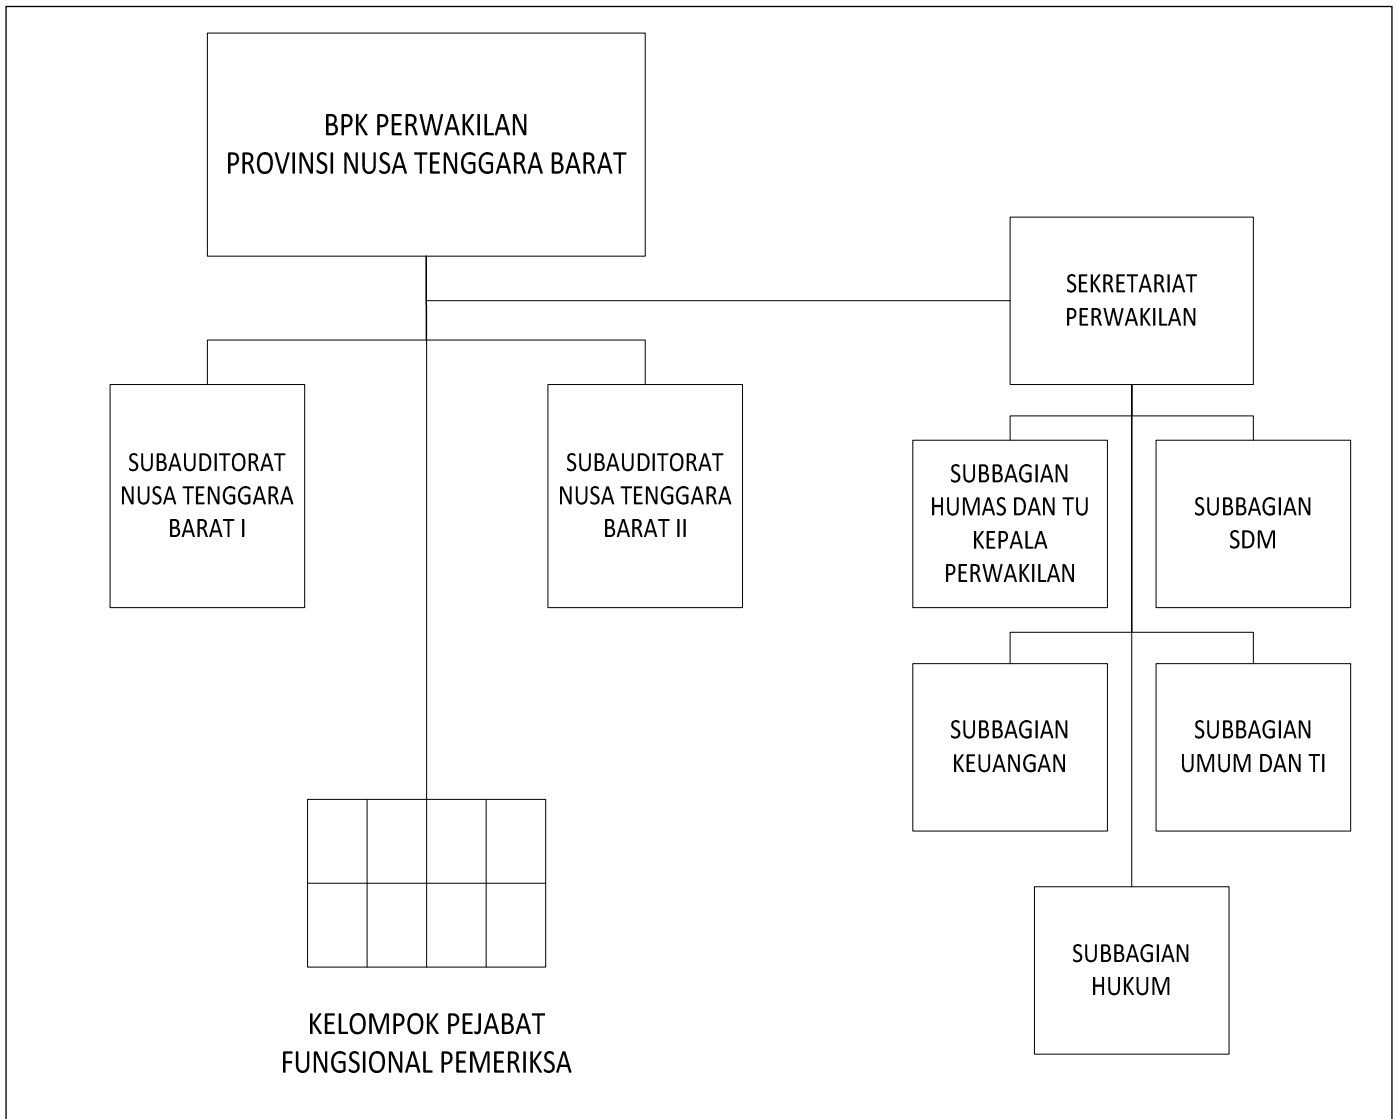 BPK PERWAKILAN
PROVINSI NUSA TENGGARA BARAT
SEKRETARIAT
PERWAKILAN
SUBAUDITORAT
NUSA TENGGARA
BARAT I
SUBAUDITORAT
NUSA TENGGARA
BARAT II
SUBBAGIAN
HUMAS DAN TU
KEPALA
PERWAKILAN
SUBBAGIAN
SDM
SUBBAGIAN
KEUANGAN
SUBBAGIAN
UMUM DAN TI
SUBBAGIAN
HUKUM
KELOMPOK PEJABAT
FUNGSIONAL PEMERIKSA